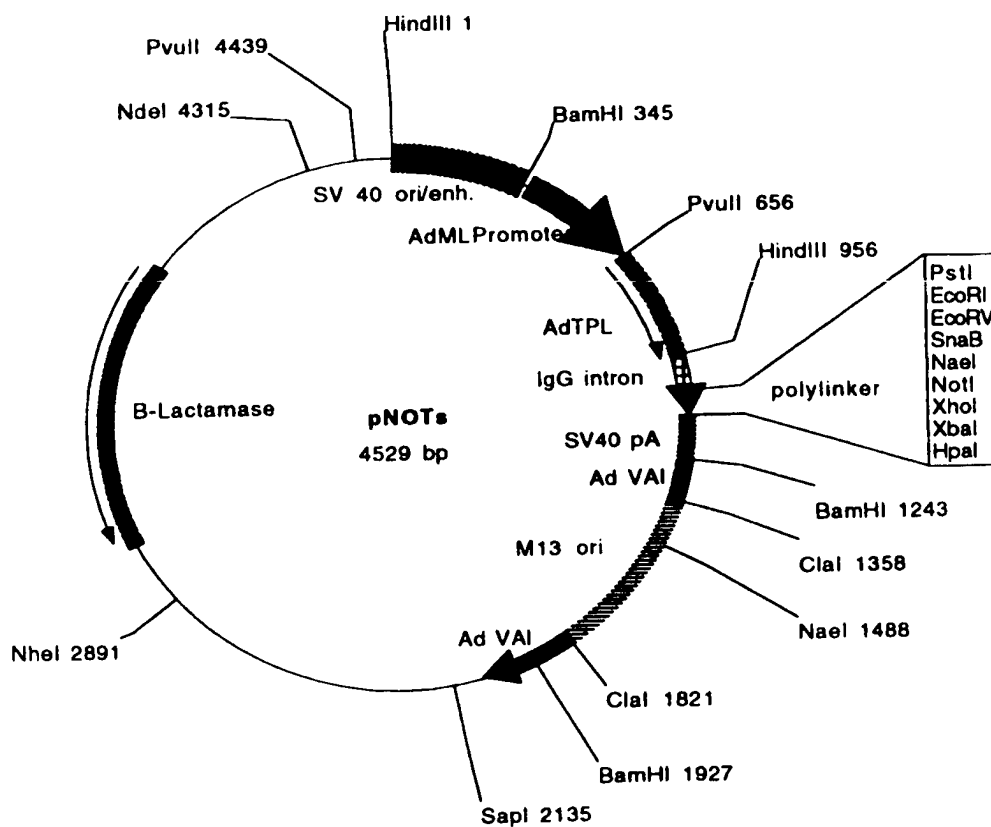 HindIII 1
PvuII 4439
NdeI 4315
BamHI 345
SV 40 ori/enh.
PvuII 656
AdMLPromoter
HindIII 956
PstI
EcoRI
EcoRV
SnaB
NaeI
NotI
XhoI
XbaI
HpaI
AdTPL
IgG intron
polylinker
B-Lactamase
pNOTs
4529 bp
SV40 pA
Ad VAI
BamHI 1243
M13 ori
ClaI 1358
NaeI 1488
Ad VAI
NheI 2891
ClaI 1821
BamHI 1927
SapI 2135